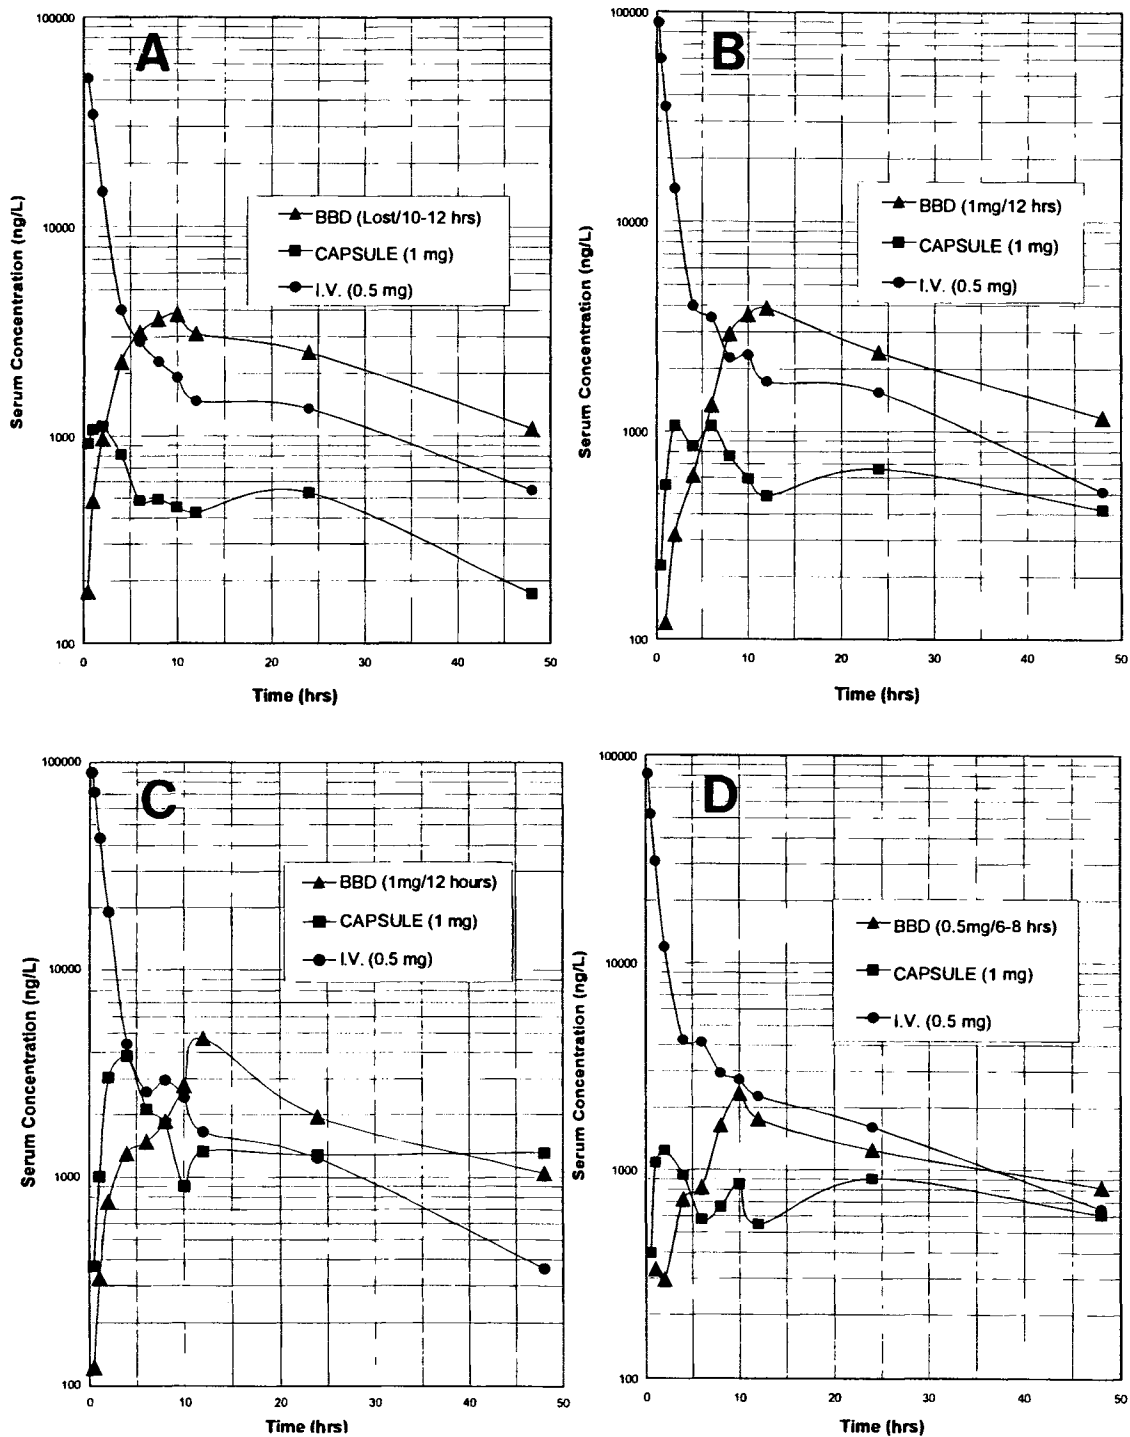 A
100000
10000
1000
100
Serum Concentration (ng/L)
BBD (Lost/10-12 hrs)
CAPSULE (1 mg)
I.V. (0.5 mg)
0 10 20 30 40 50
Time (hrs)
B
100000
10000
1000
100
Serum Concentration (ng/L)
BBD (1mg/12 hrs)
CAPSULE (1 mg)
I.V. (0.5 mg)
0 10 20 30 40 50
Time (hrs)
C
100000
10000
1000
100
Serum Concentration (ng/L)
BBD (1mg/12 hours)
CAPSULE (1 mg)
I.V. (0.5 mg)
0 10 20 30 40 50
Time (hrs)
D
100000
10000
1000
100
Serum Concentration (ng/L)
BBD (0.5mg/6-8 hrs)
CAPSULE (1 mg)
I.V. (0.5 mg)
0 10 20 30 40 50
Time (hrs)